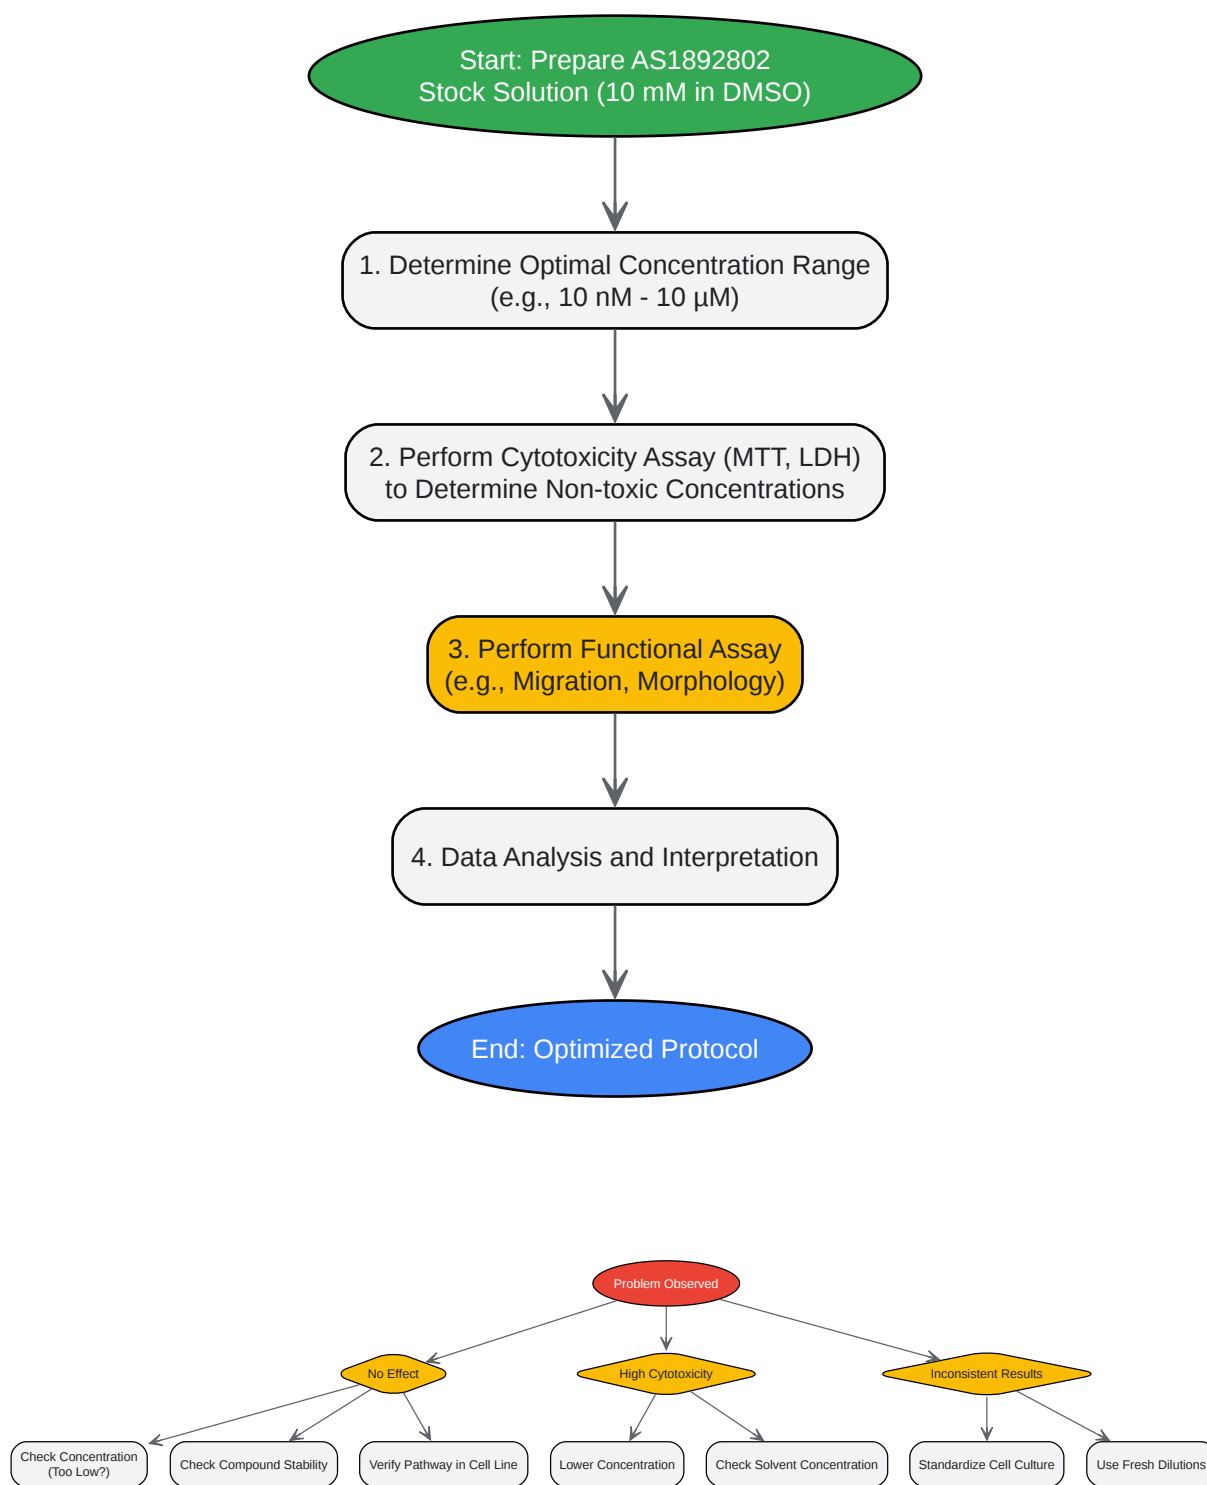 Start: Prepare AS1892802
Stock Solution (10 mM in DMSO)
1. Determine Optimal Concentration Range
(e.g., 10 nM - 10 µM)
2. Perform Cytotoxicity Assay (MTT, LDH)
to Determine Non-toxic Concentrations
3. Perform Functional Assay
(e.g., Migration, Morphology)
4. Data Analysis and Interpretation
End: Optimized Protocol
Problem Observed
No Effect
High Cytotoxicity
Inconsistent Results
Check Concentration
(Too Low?)
Check Compound Stability
Verify Pathway in Cell Line
Lower Concentration
Check Solvent Concentration
Standardize Cell Culture
Use Fresh Dilutions